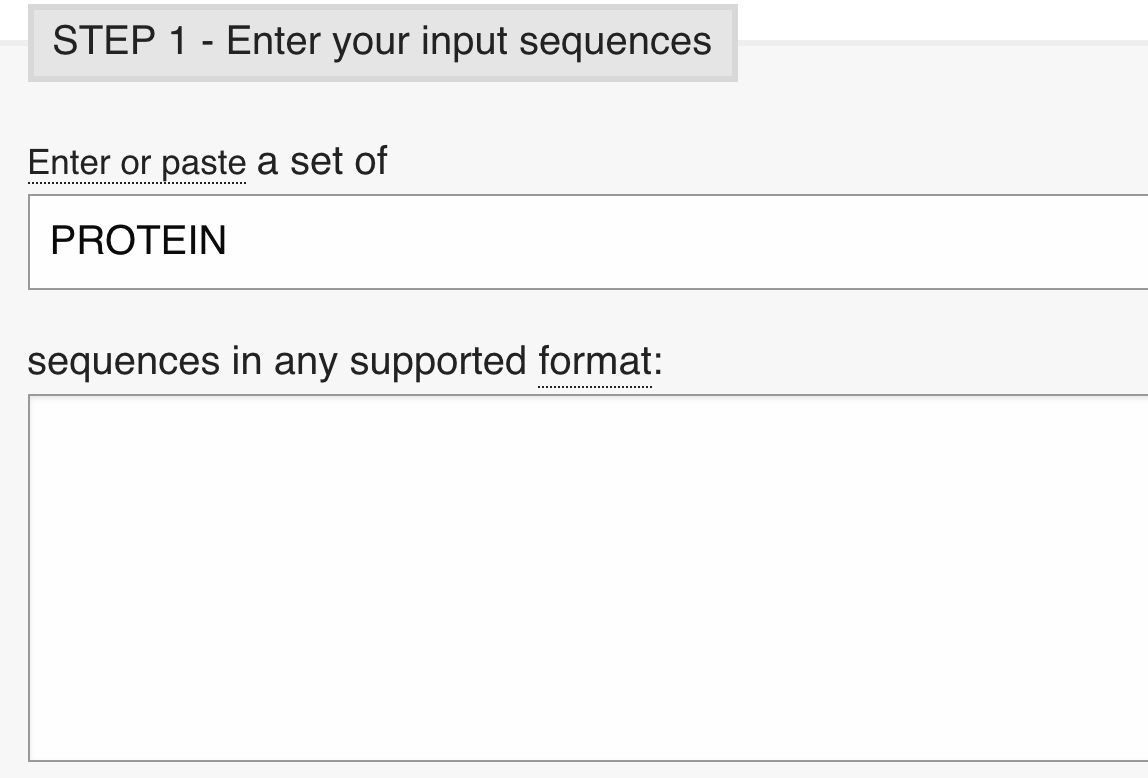 STEP 1 - Enter your input sequences
Enter or paste a set of
PROTEIN
sequences in any supported format: